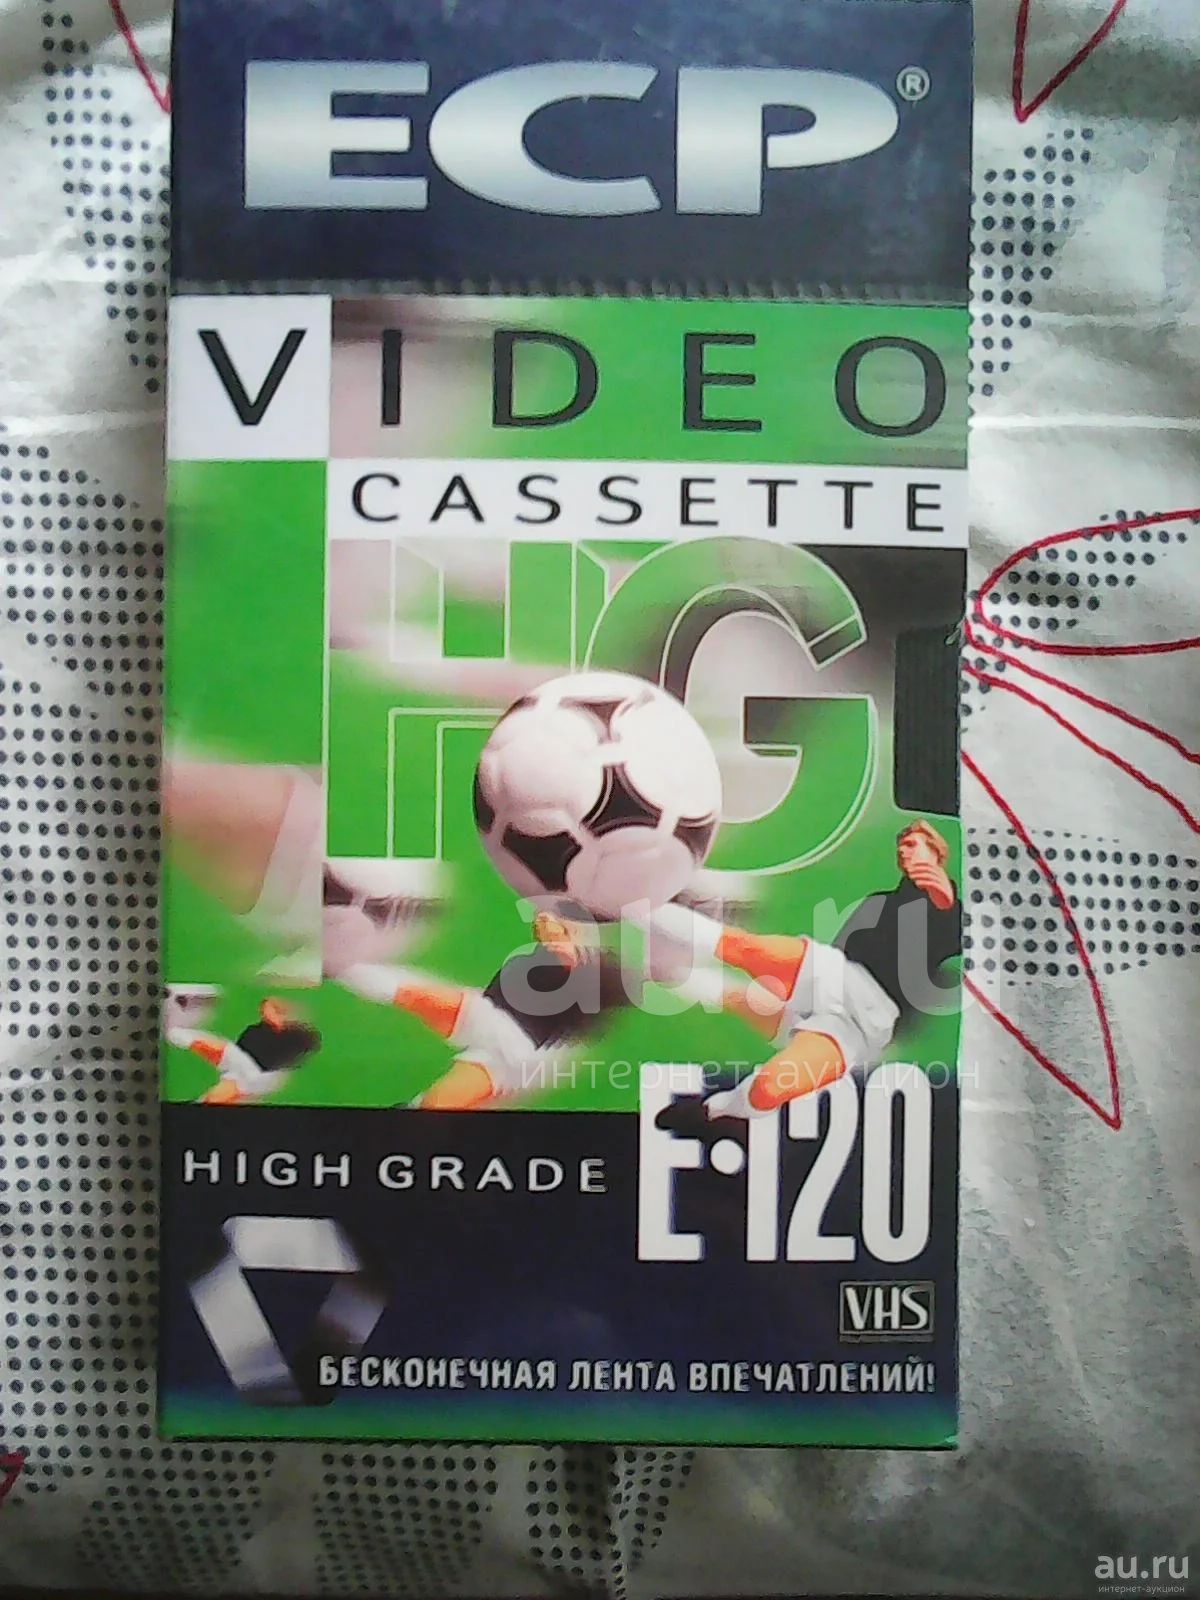 ECP®
VIDEO
CASSETTE
HG
au.ru
интернет-аукцион
E•120
HIGH GRADE
VHS
БЕСКОНЕЧНАЯ ЛЕНТА ВПЕЧАТЛЕНИЙ!
au.ru
интернет-аукцион